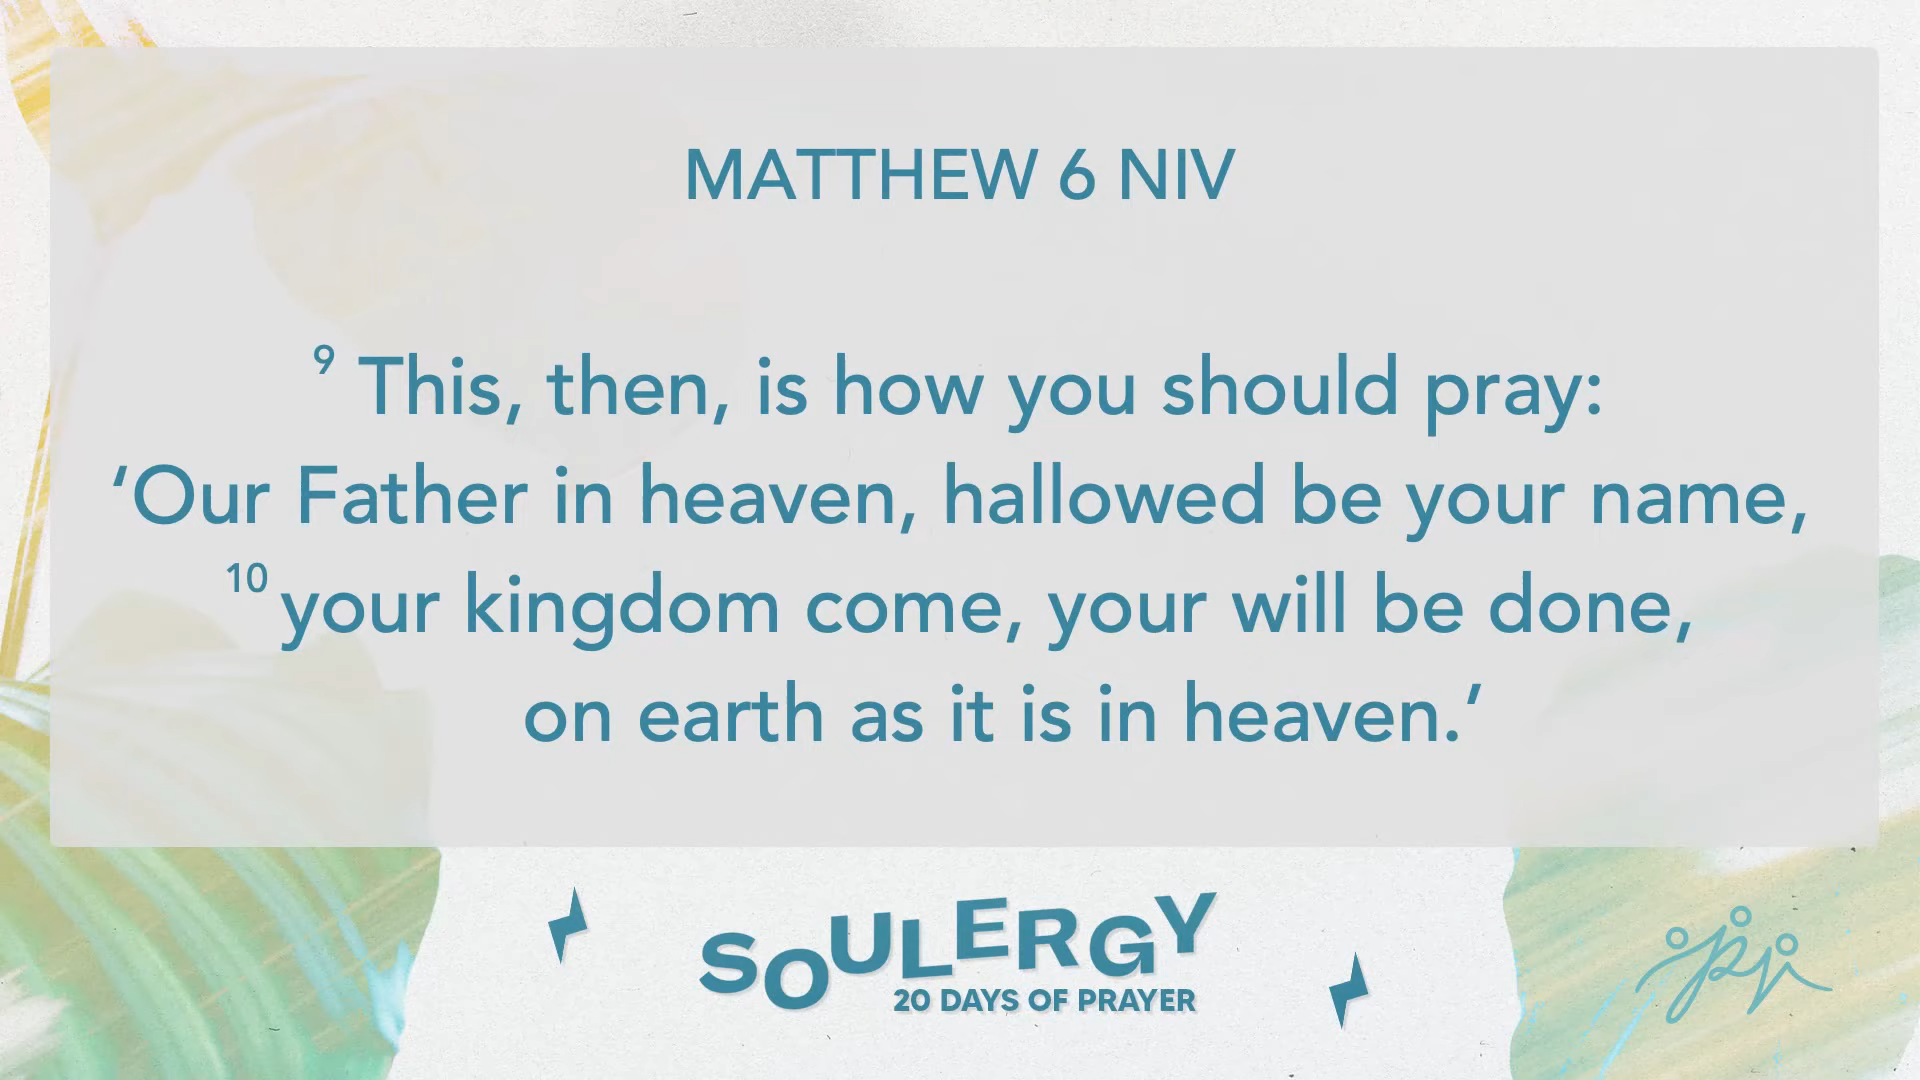 MATTHEW 6 NIV
9 This, then, is how you should pray:
‘Our Father in heaven, hallowed be your name,
10 your kingdom come, your will be done,
on earth as it is in heaven.’
SOULERGY
20 DAYS OF PRAYER